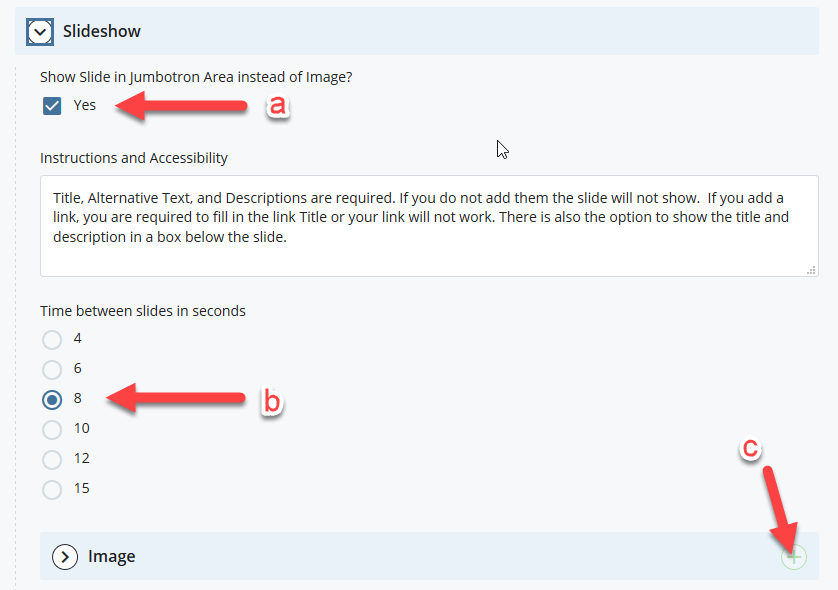 Slideshow
Show Slide in Jumbotron Area instead of Image?
Yes
a
Instructions and Accessibility
Title, Alternative Text, and Descriptions are required. If you do not add them the slide will not show.  If you add a
link, you are required to fill in the link Title or your link will not work. There is also the option to show the title and
description in a box below the slide.
Time between slides in seconds
4
6
8
b
10
12
15
c
Image